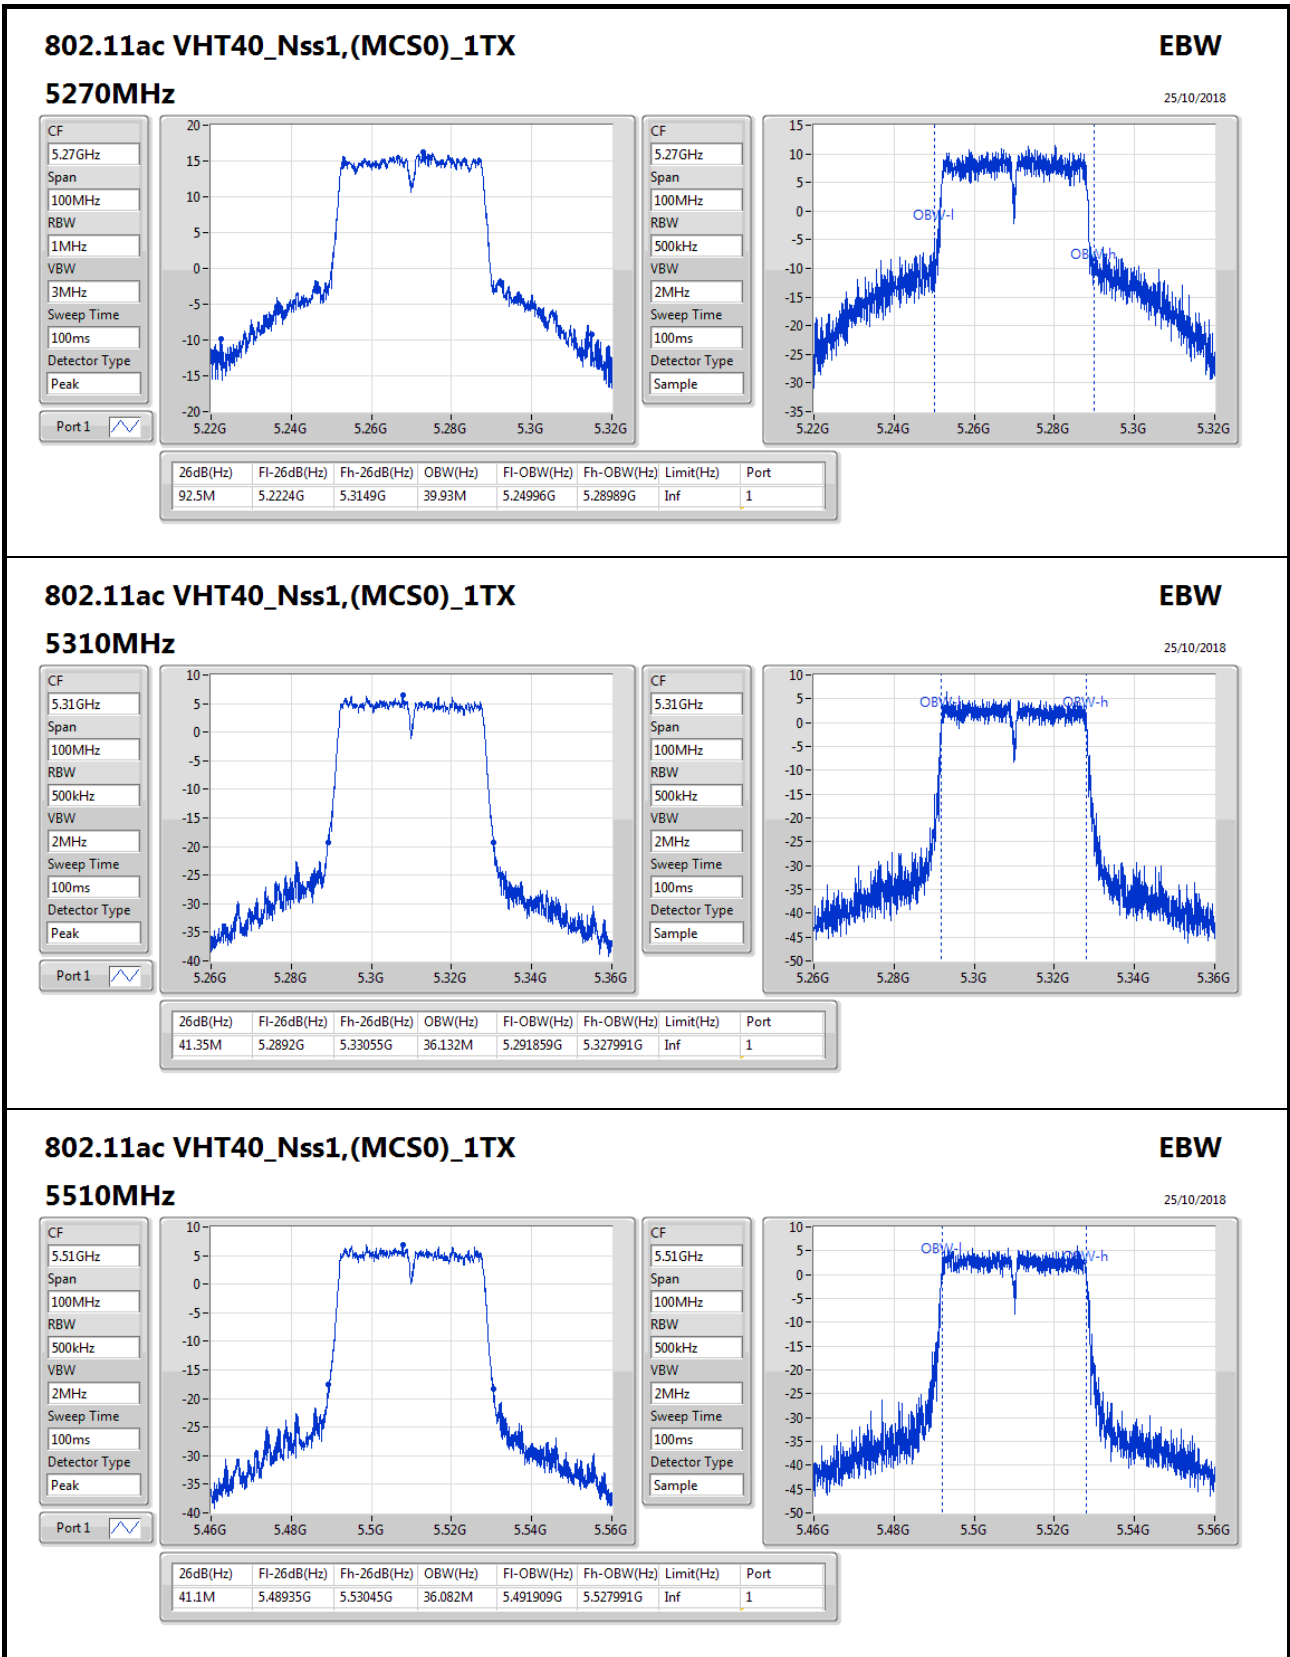 802.11ac VHT40_Nss1,(MCS0)_1TX EBW
5270MHz 25/10/2018
CF
5.27GHz
Span
100MHz
RBW
1MHz
VBW
3MHz
Sweep Time
100ms
Detector Type
Peak
Port 1
20
15
10
5
0
-5
-10
-15
-20
5.22G 5.24G 5.26G 5.28G 5.3G 5.32G
CF
5.27GHz
Span
100MHz
RBW
500kHz
VBW
2MHz
Sweep Time
100ms
Detector Type
Sample
15
10
5
0
-5
-10
-15
-20
-25
-30
-35
OBW-l
OBW-h
5.22G 5.24G 5.26G 5.28G 5.3G 5.32G
26dB(Hz) Fl-26dB(Hz) Fh-26dB(Hz) OBW(Hz) Fl-OBW(Hz) Fh-OBW(Hz) Limit(Hz) Port
92.5M 5.2224G 5.3149G 39.93M 5.24996G 5.28989G Inf 1
802.11ac VHT40_Nss1,(MCS0)_1TX EBW
5310MHz 25/10/2018
CF
5.31GHz
Span
100MHz
RBW
500kHz
VBW
2MHz
Sweep Time
100ms
Detector Type
Peak
Port 1
10
5
0
-5
-10
-15
-20
-25
-30
-35
-40
5.26G 5.28G 5.3G 5.32G 5.34G 5.36G
CF
5.31GHz
Span
100MHz
RBW
500kHz
VBW
2MHz
Sweep Time
100ms
Detector Type
Sample
10
5
0
-5
-10
-15
-20
-25
-30
-35
-40
-45
-50
OBW-l OBW-h
5.26G 5.28G 5.3G 5.32G 5.34G 5.36G
26dB(Hz) Fl-26dB(Hz) Fh-26dB(Hz) OBW(Hz) Fl-OBW(Hz) Fh-OBW(Hz) Limit(Hz) Port
41.35M 5.2892G 5.33055G 36.132M 5.291859G 5.327991G Inf 1
802.11ac VHT40_Nss1,(MCS0)_1TX EBW
5510MHz 25/10/2018
CF
5.51GHz
Span
100MHz
RBW
500kHz
VBW
2MHz
Sweep Time
100ms
Detector Type
Peak
Port 1
10
5
0
-5
-10
-15
-20
-25
-30
-35
-40
5.46G 5.48G 5.5G 5.52G 5.54G 5.56G
CF
5.51GHz
Span
100MHz
RBW
500kHz
VBW
2MHz
Sweep Time
100ms
Detector Type
Sample
10
5
0
-5
-10
-15
-20
-25
-30
-35
-40
-45
-50
OBW-l OBW-h
5.46G 5.48G 5.5G 5.52G 5.54G 5.56G
26dB(Hz) Fl-26dB(Hz) Fh-26dB(Hz) OBW(Hz) Fl-OBW(Hz) Fh-OBW(Hz) Limit(Hz) Port
41.1M 5.48935G 5.53045G 36.082M 5.491909G 5.527991G Inf 1